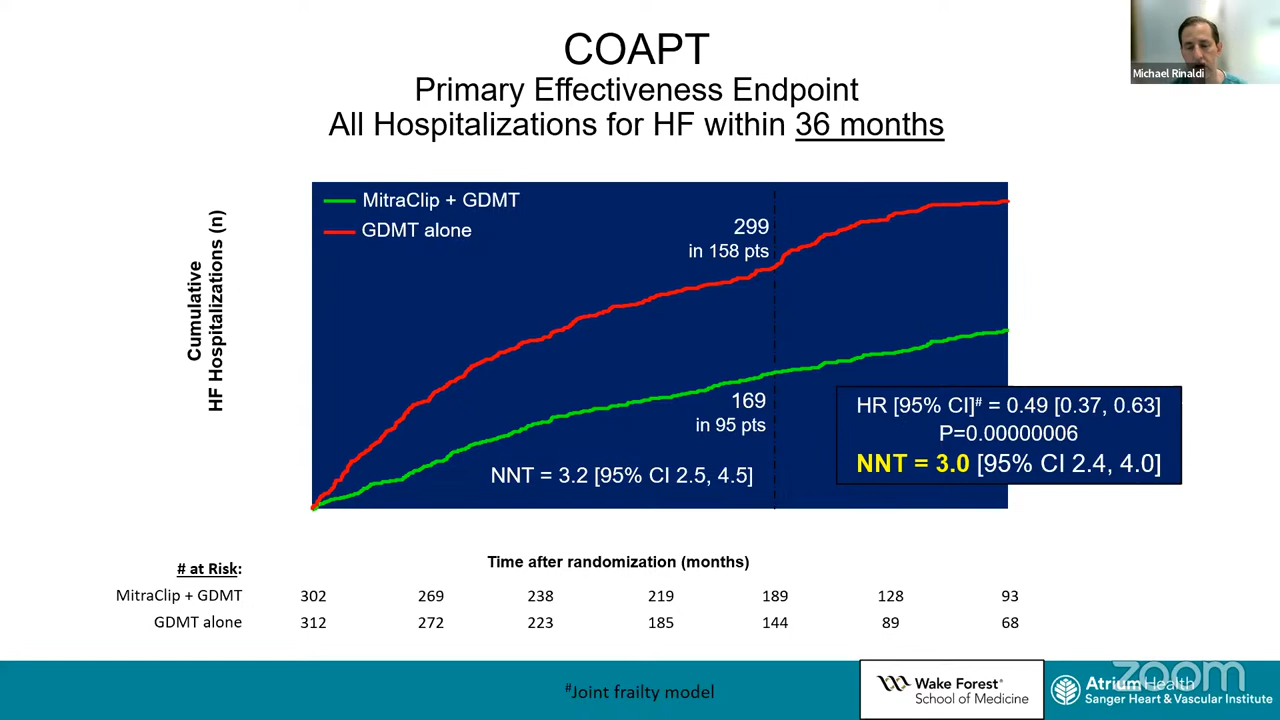 COAPT
Primary Effectiveness Endpoint
All Hospitalizations for HF within 36 months
Michael Rinaldi
MitraClip + GDMT
GDMT alone
299
in 158 pts
Cumulative
HF Hospitalizations (n)
169
in 95 pts
NNT = 3.2 [95% CI 2.5, 4.5]
HR [95% CI]# = 0.49 [0.37, 0.63]
P=0.00000006
NNT = 3.0 [95% CI 2.4, 4.0]
Time after randomization (months)
# at Risk:
MitraClip + GDMT 302 269 238 219 189 128 93
GDMT alone 312 272 223 185 144 89 68
#Joint frailty model
Wake Forest®
School of Medicine
Atrium Health
Sanger Heart & Vascular Institute
zoom